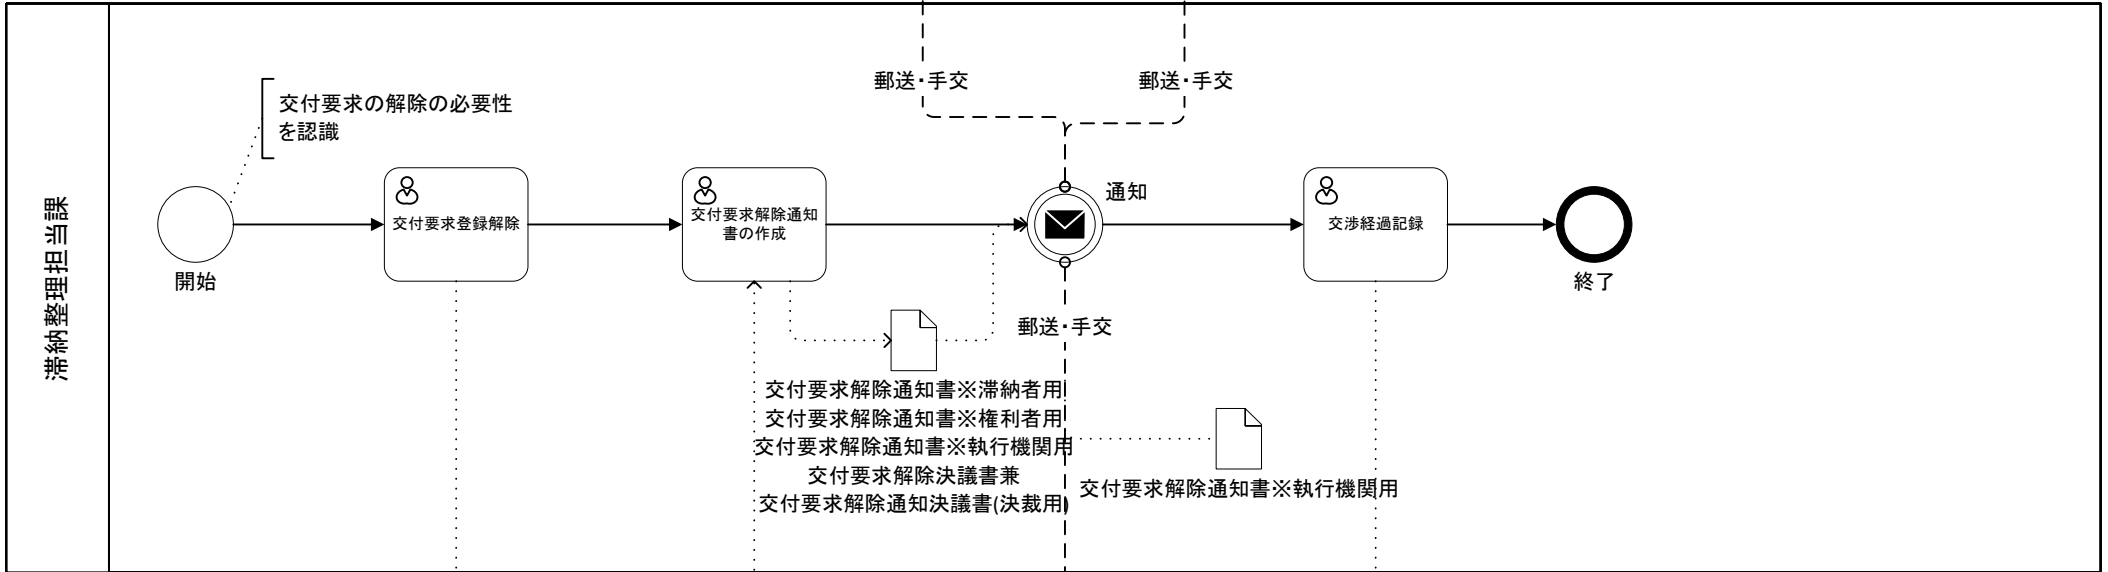 滞納整理担当課
郵送・手交
郵送・手交
交付要求の解除の必要性
を認識
開始
交付要求登録解除
交付要求解除通知
書の作成
通知
交渉経過記録
終了
郵送・手交
交付要求解除通知書※滞納者用
交付要求解除通知書※権利者用
交付要求解除通知書※執行機関用
交付要求解除決議書兼
交付要求解除通知決議書(決裁用)
交付要求解除通知書※執行機関用